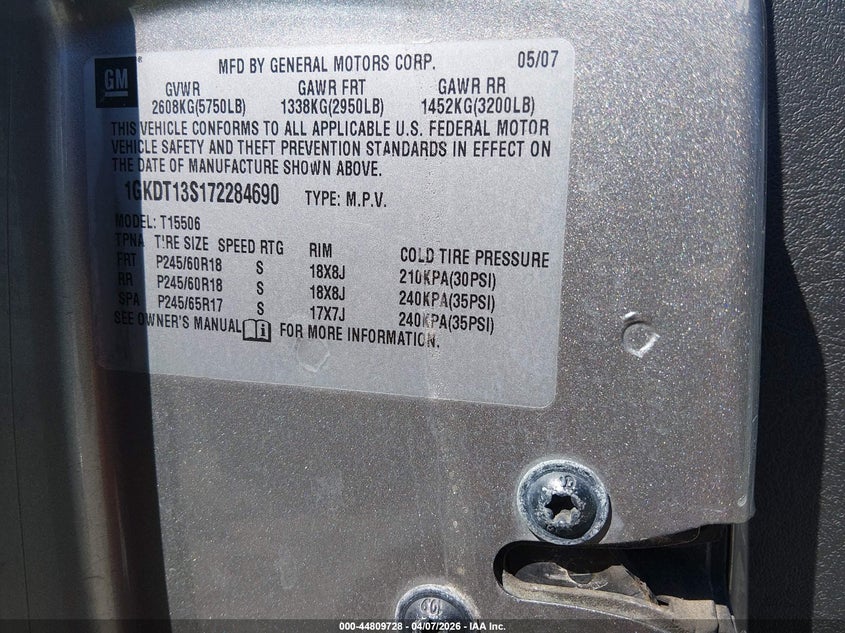 GM
MFD BY GENERAL MOTORS CORP. 05/07
GVWR GAWR FRT GAWR RR
2608KG(5750LB) 1338KG(2950LB) 1452KG(3200LB)
THIS VEHICLE CONFORMS TO ALL APPLICABLE U.S. FEDERAL MOTOR
VEHICLE SAFETY AND THEFT PREVENTION STANDARDS IN EFFECT ON
THE DATE OF MANUFACTURE SHOWN ABOVE.
1GKDT13S172284690 TYPE: M.P.V.
MODEL: T15506
TPNA TIRE SIZE SPEED RTG RIM COLD TIRE PRESSURE
FRT P245/60R18 S 18X8J 210KPA(30PSI)
RR P245/60R18 S 18X8J 240KPA(35PSI)
SPA P245/65R17 S 17X7J 240KPA(35PSI)
SEE OWNER'S MANUAL FOR MORE INFORMATION.
000-44809728 - 04/07/2026 - IAA Inc.